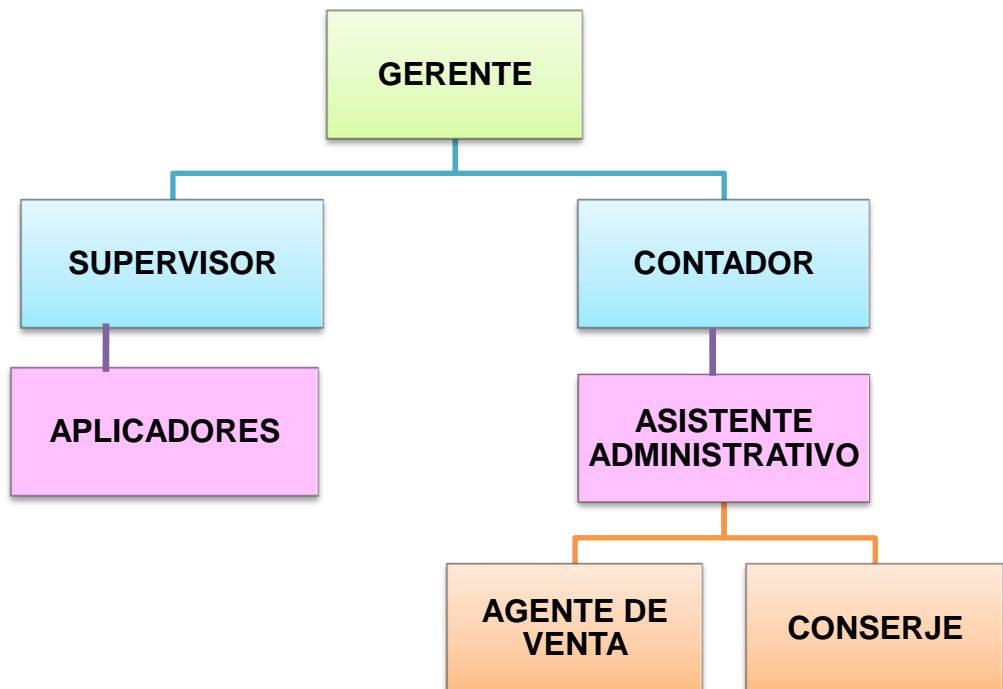 GERENTE
SUPERVISOR
CONTADOR
APLICADORES
ASISTENTE
ADMINISTRATIVO
AGENTE DE
VENTA
CONSERJE